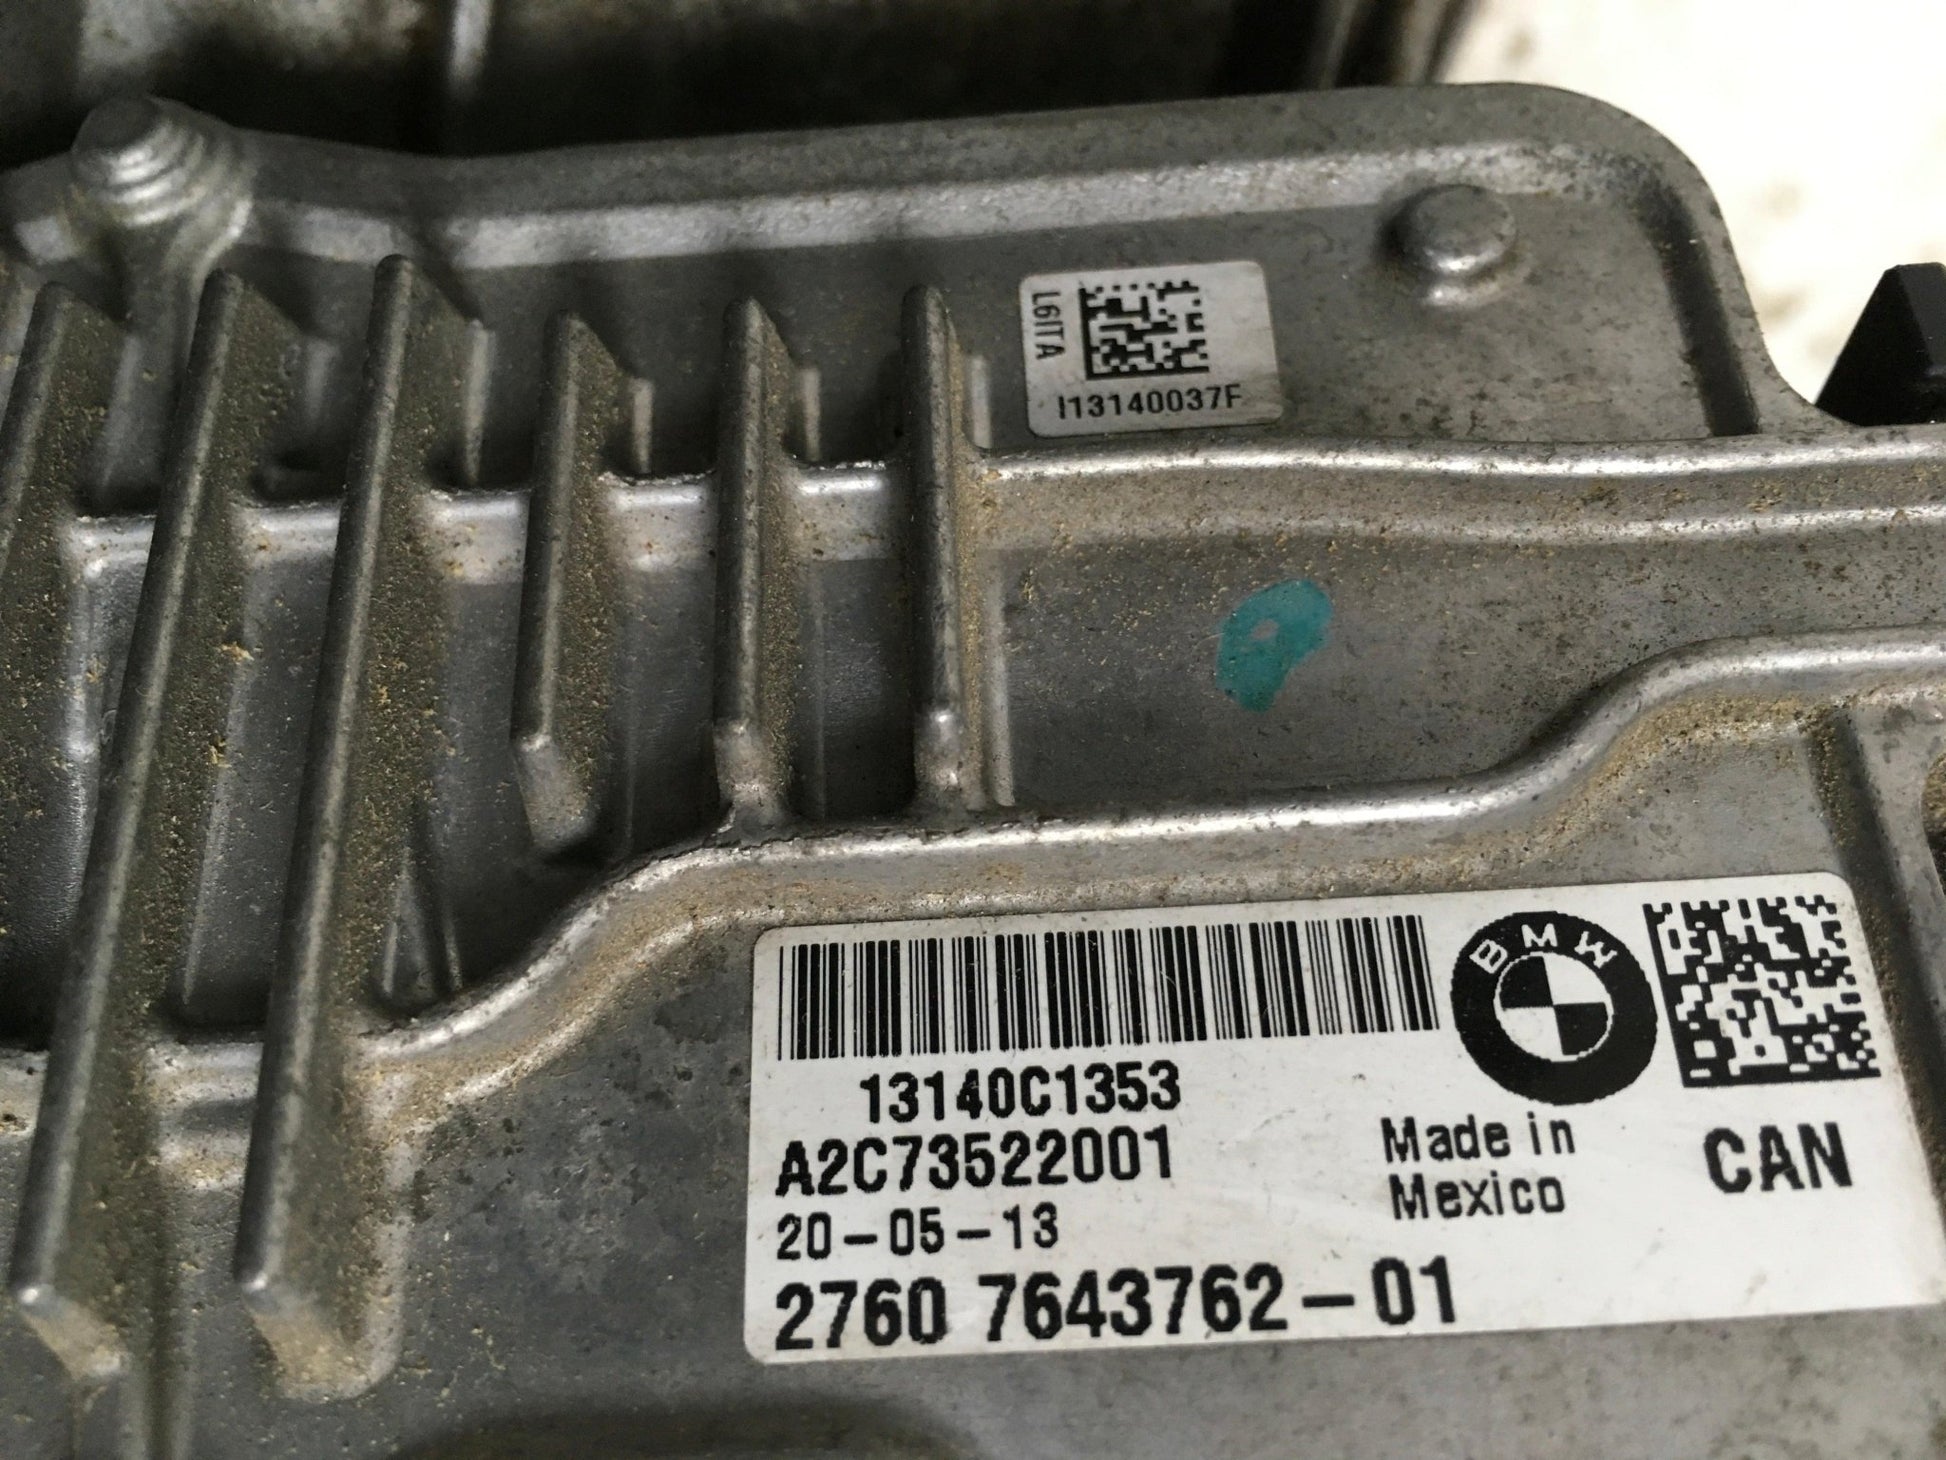 L6ITA
I13140037F
BMW
13140C1353
A2C73522001
Made in
Mexico
CAN
20-05-13
2760 7643762-01